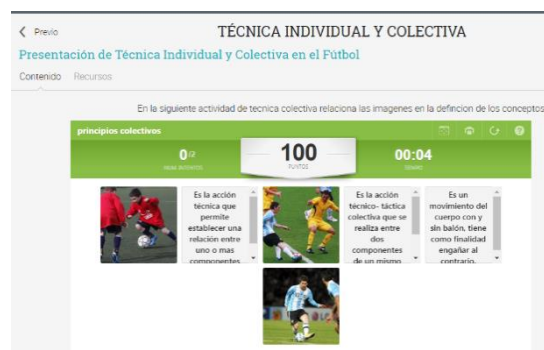 Previo
TÉCNICA INDIVIDUAL Y COLECTIVA
Presentación de Técnica Individual y Colectiva en el Fútbol
Contenido Recursos
En la siguiente actividad de tecnica colectiva relaciona las imagenes en la defincion de los conceptos
principios colectivos
0/2
100
PUNTOS
00:04
TIEMPO
Es la acción
técnica que
permite
establecer una
relación entre
uno o mas
componentes
Es la acción
técnico- táctica
colectiva que se
realiza entre
dos
componentes
de un mismo
Es un
movimiento del
cuerpo con y
sin balón, tiene
como finalidad
engañar al
contrario.